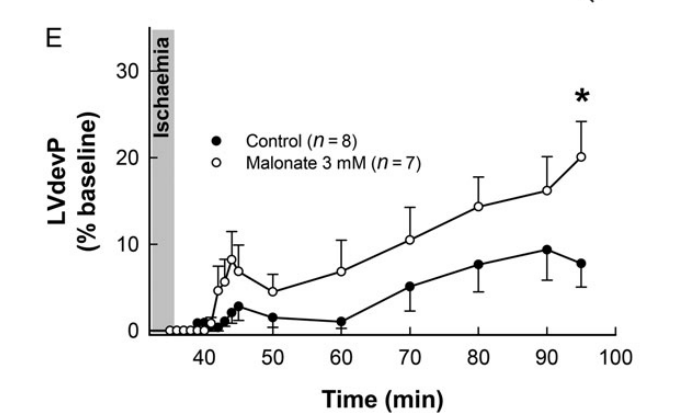 E
Ischaemia
LVdevP
(% baseline)
30
20
10
0
Control (n = 8)
Malonate 3 mM (n = 7)
*
40 50 60 70 80 90 100
Time (min)